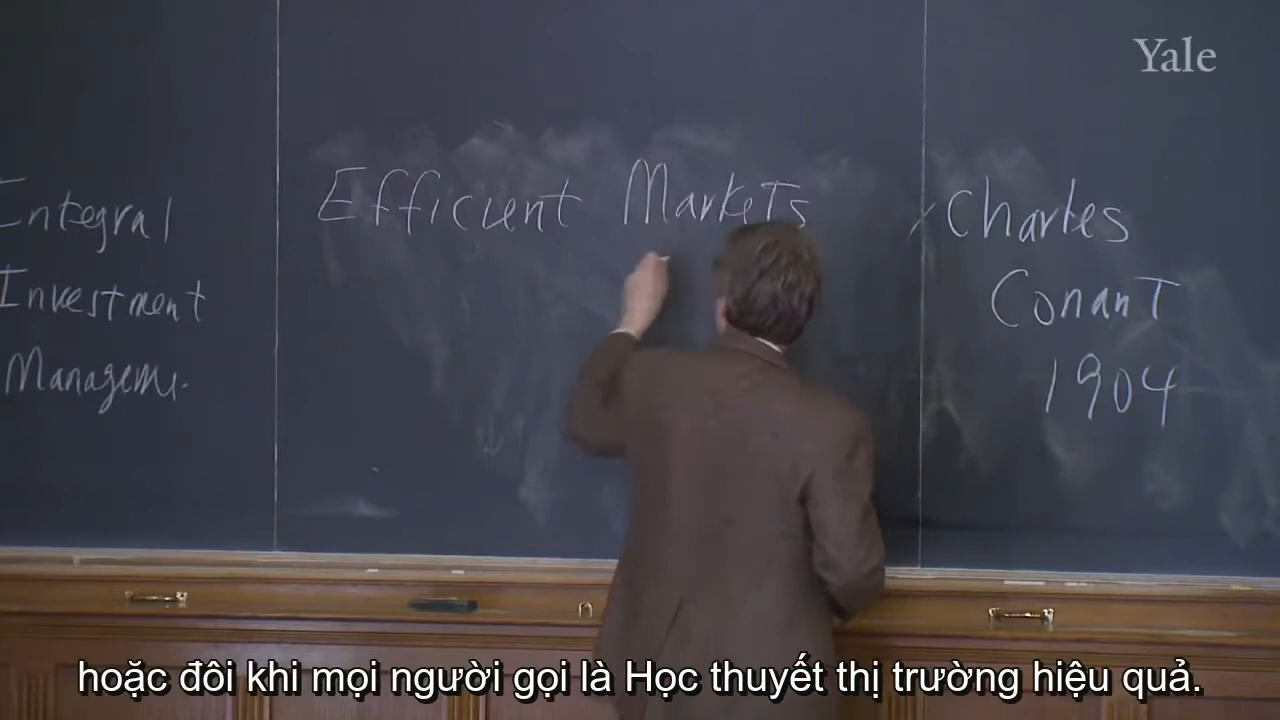 Yale
Integral
Investment
Efficient Markets
Charles
Conant
1904
hoặc đôi khi mọi người gọi là Học thuyết thị trường hiệu quả.